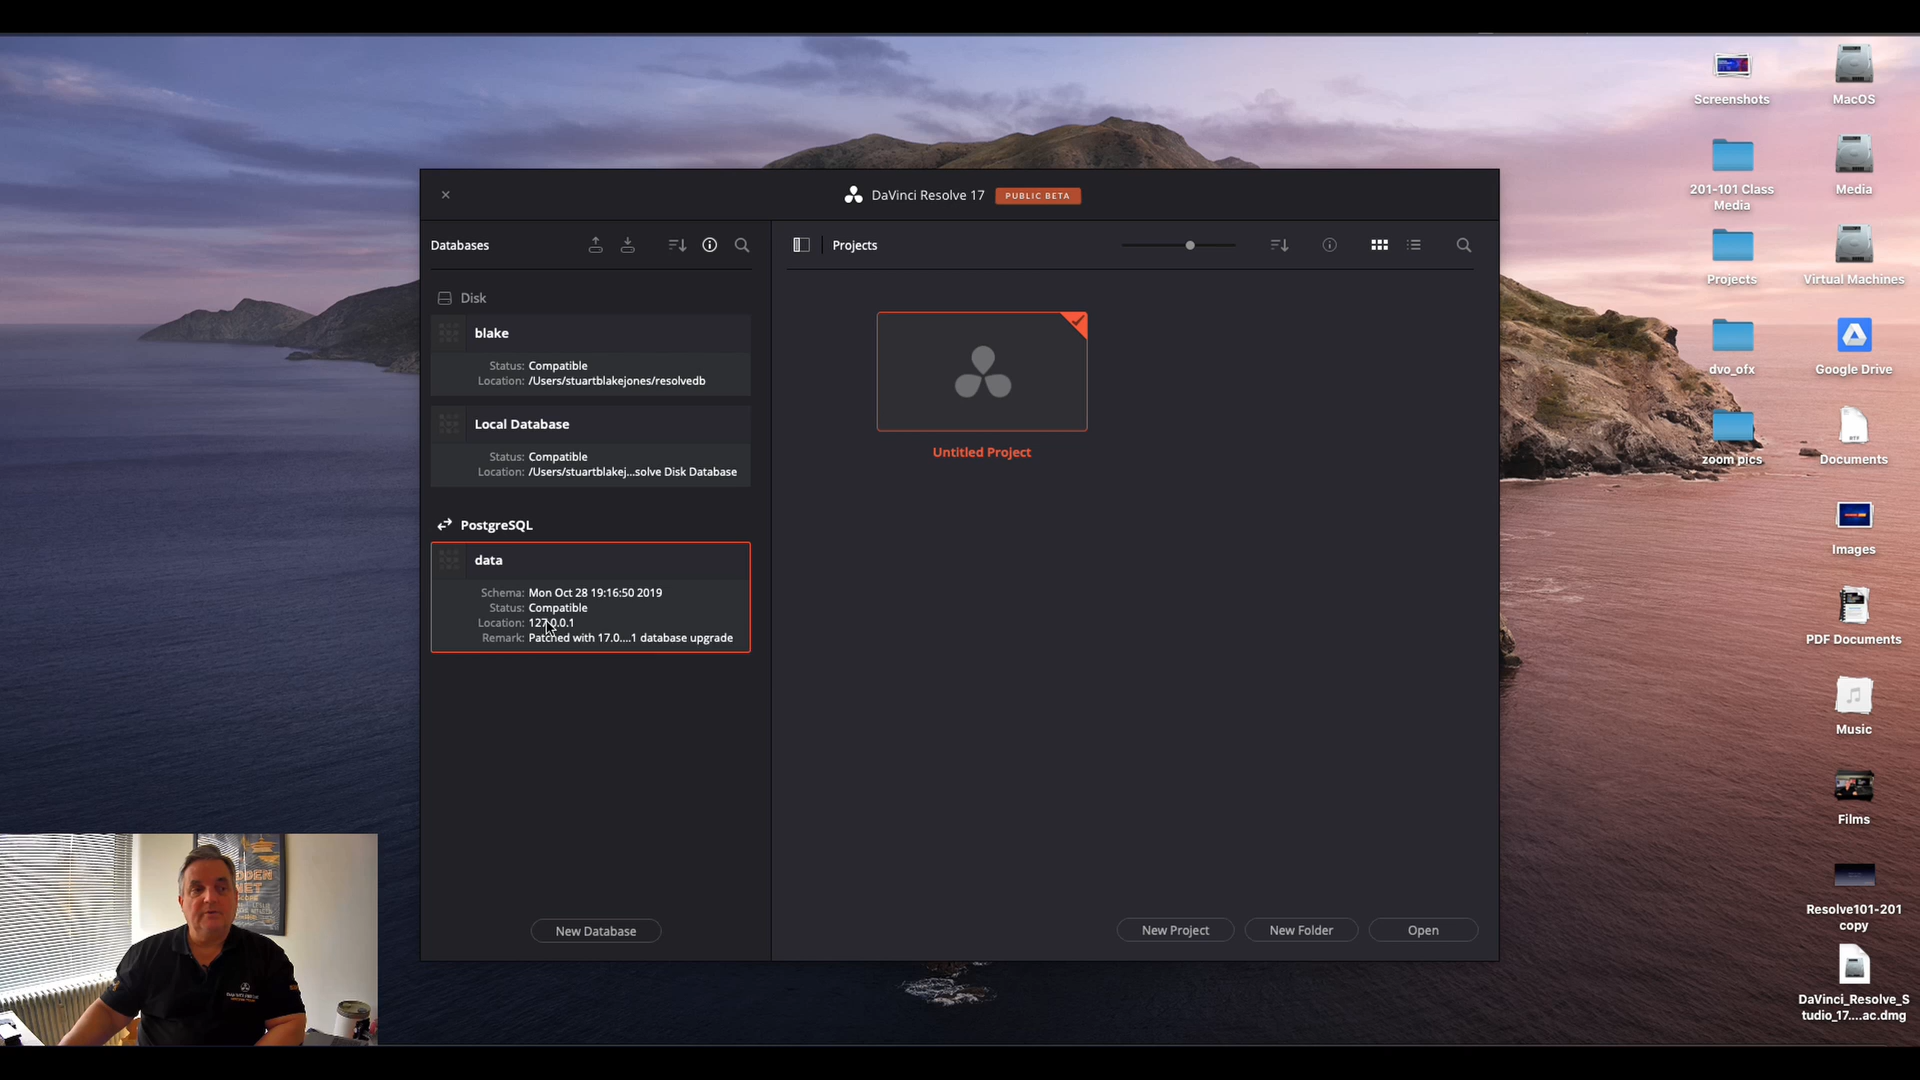 DaVinci Resolve 17 PUBLIC BETA
Databases
Projects
Disk
blake
Status: Compatible
Location: /Users/stuartblakejones/resolvedb
Local Database
Status: Compatible
Location: /Users/stuartblakej...solve Disk Database
PostgreSQL
data
Schema: Mon Oct 28 19:16:50 2019
Status: Compatible
Location: 127.0.0.1
Remark: Patched with 17.0....1 database upgrade
New Database
Untitled Project
New Project
New Folder
Open
Screenshots
MacOS
201-101 Class
Media
Media
Projects
Virtual Machines
dvo_ofx
Google Drive
zoom pics
Documents
Images
PDF Documents
Music
Films
Resolve101-201
copy
DaVinci_Resolve_S
tudio_17....ac.dmg